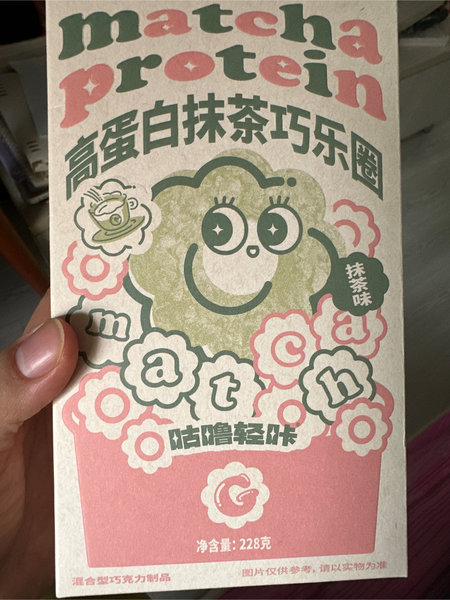 matcha
protein
高蛋白抹茶巧乐圈
抹茶味
matcha
咕噜轻咔
G
净含量：228克
混合型巧克力制品
图片仅供参考，请以实物为准